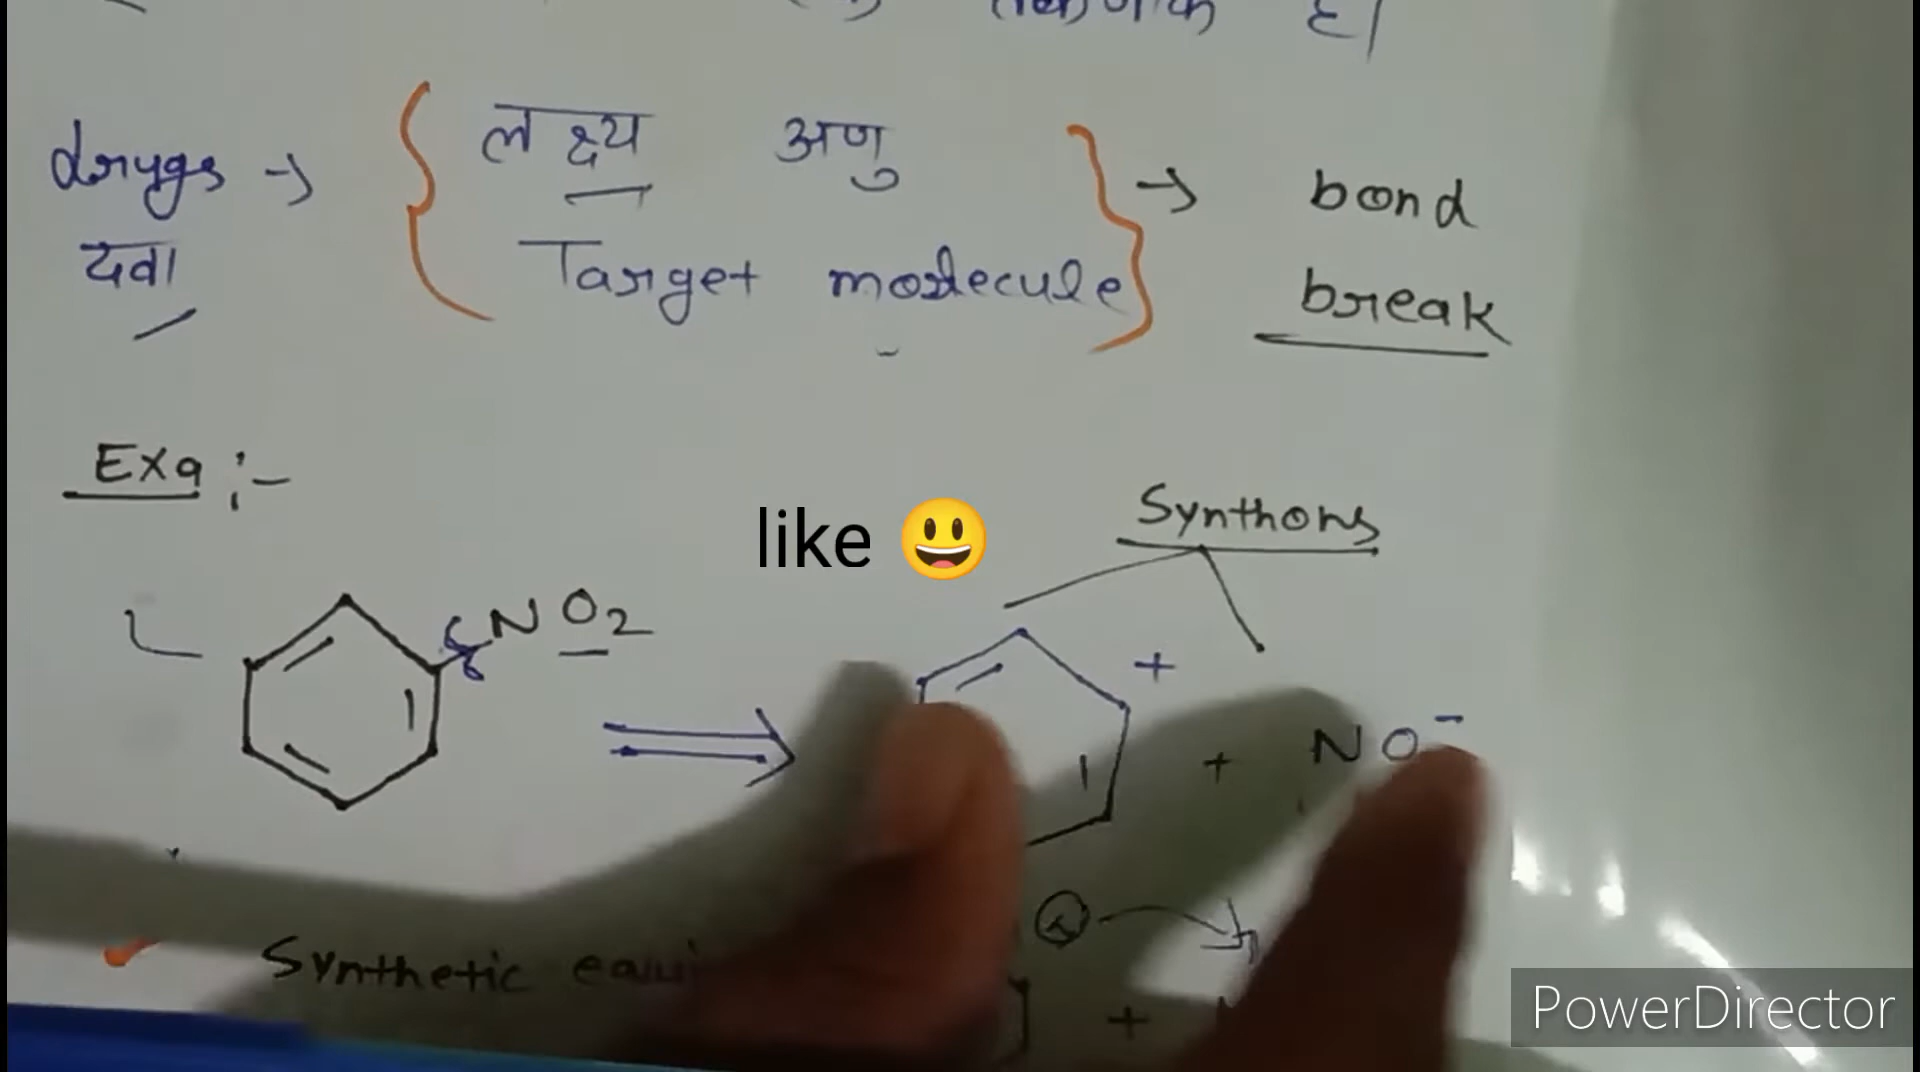 drugs → { लक्ष्य अणु } → bond
दवा Target molecule break
Exa :-
like 😃
Synthons
NO2
+
+ NO -
Synthetic
+
PowerDirector